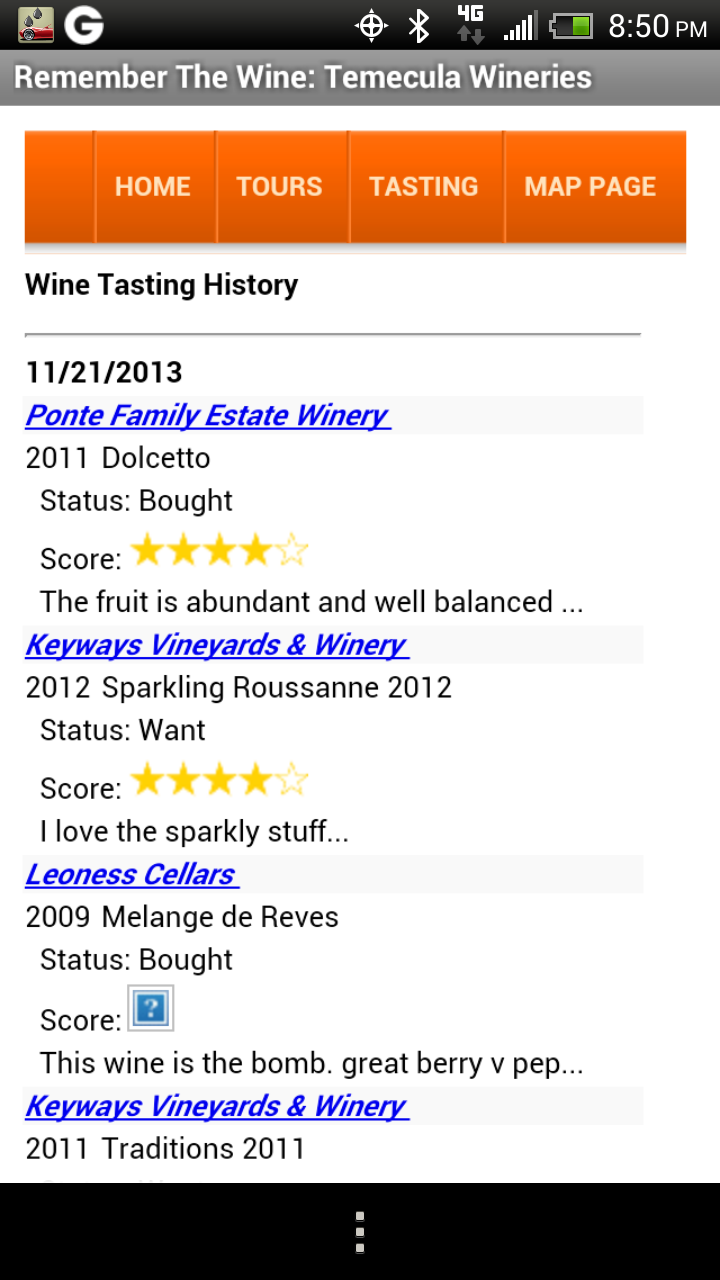 G
4G
8:50 PM
Remember The Wine: Temecula Wineries
HOME TOURS TASTING MAP PAGE
Wine Tasting History
11/21/2013
Ponte Family Estate Winery
2011 Dolcetto
Status: Bought
Score:
The fruit is abundant and well balanced ...
Keyways Vineyards & Winery
2012 Sparkling Roussanne 2012
Status: Want
Score:
I love the sparkly stuff...
Leoness Cellars
2009 Melange de Reves
Status: Bought
Score: ?
This wine is the bomb. great berry v pep...
Keyways Vineyards & Winery
2011 Traditions 2011